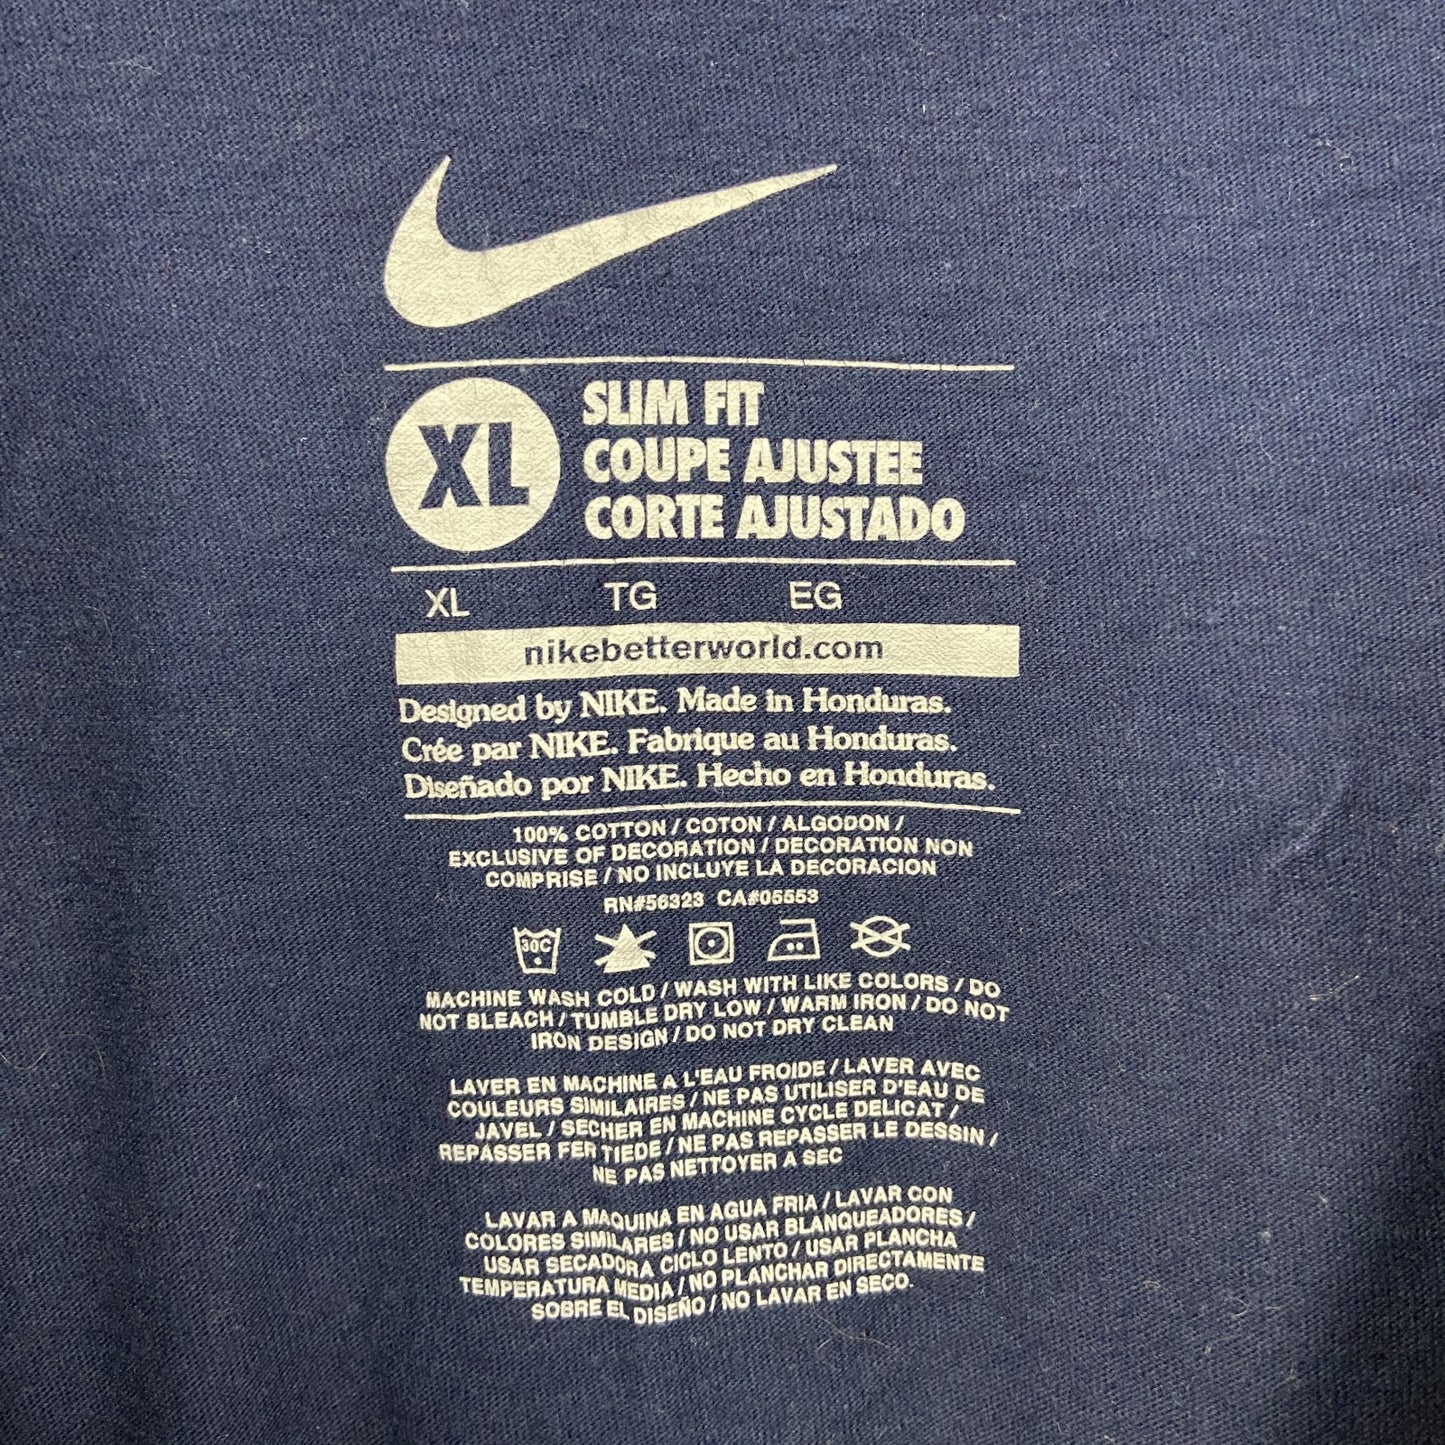 XL
SLIM FIT
COUPE AJUSTEE
CORTE AJUSTADO
XL TG EG
nikebetterworld.com
Designed by NIKE. Made in Honduras.
Crée par NIKE. Fabrique au Honduras.
Diseñado por NIKE. Hecho en Honduras.
100% COTTON / COTON / ALGODON /
EXCLUSIVE OF DECORATION / DECORATION NON
COMPRISE / NO INCLUYE LA DECORACION
RN#56323 CA#05553
30C
MACHINE WASH COLD / WASH WITH LIKE COLORS / DO
NOT BLEACH / TUMBLE DRY LOW / WARM IRON / DO NOT
IRON DESIGN / DO NOT DRY CLEAN
LAVER EN MACHINE A L'EAU FROIDE / LAVER AVEC
COULEURS SIMILAIRES / NE PAS UTILISER D'EAU DE
JAVEL / SECHER EN MACHINE CYCLE DELICAT /
REPASSER FER TIEDE / NE PAS REPASSER LE DESSIN /
NE PAS NETTOYER A SEC
LAVAR A MAQUINA EN AGUA FRIA / LAVAR CON
COLORES SIMILARES / NO USAR BLANQUEADORES /
USAR SECADORA CICLO LENTO / USAR PLANCHA
TEMPERATURA MEDIA / NO PLANCHAR DIRECTAMENTE
SOBRE EL DISEÑO / NO LAVAR EN SECO.